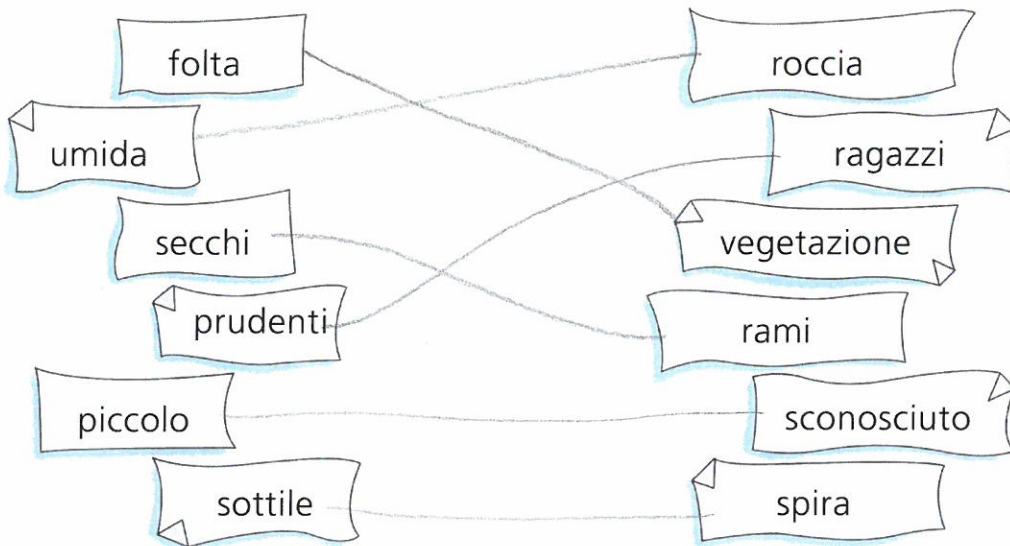 folta
roccia
umida
ragazzi
secchi
vegetazione
prudenti
rami
piccolo
sconosciuto
sottile
spira